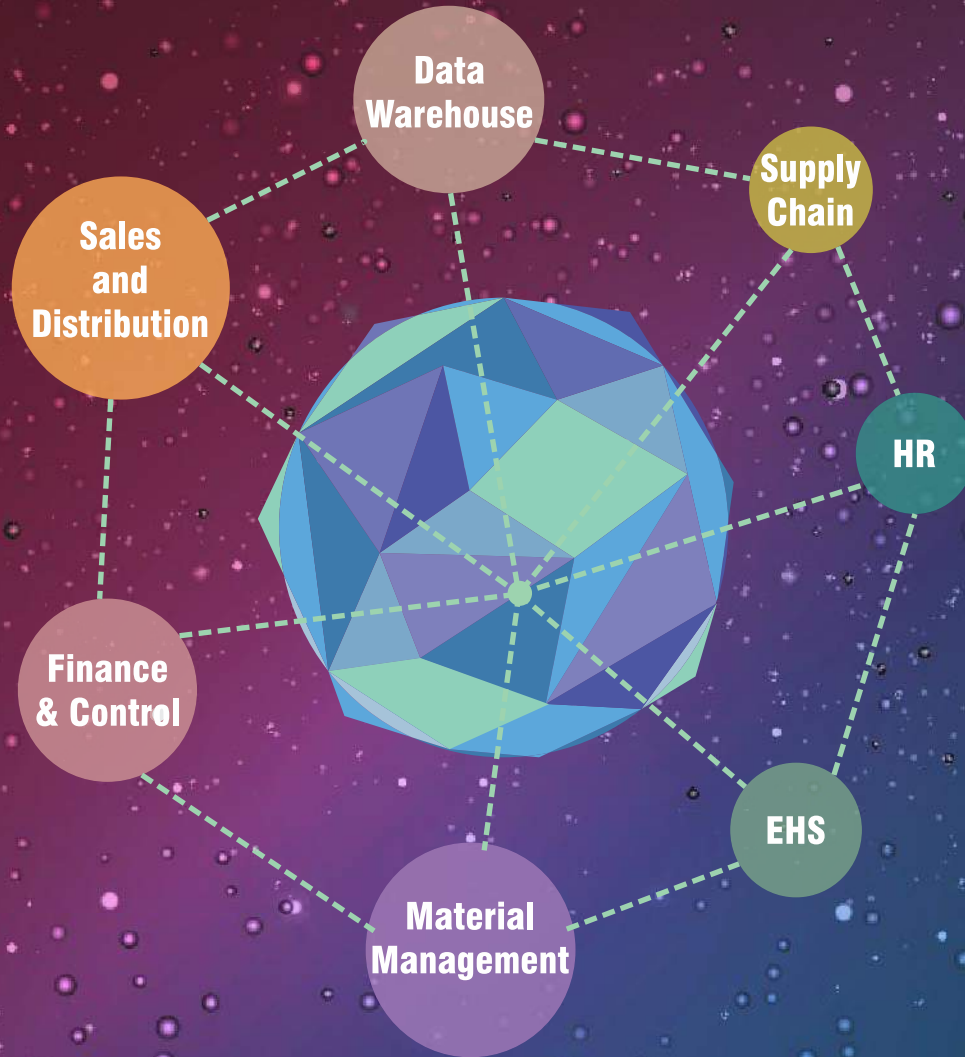 Data
Warehouse
Supply
Chain
Sales
and
Distribution
HR
Finance
& Control
EHS
Material
Management